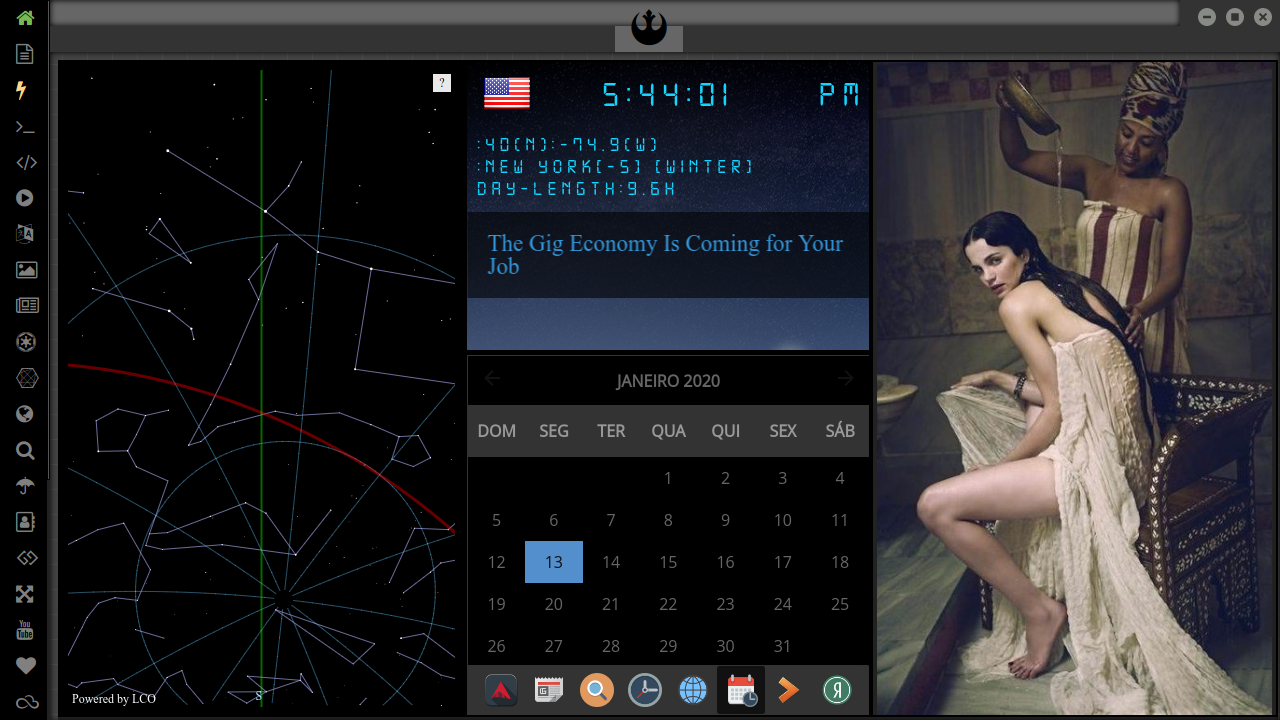 ?
5:44:01 PM
:40(N):-74.9(W)
:NEW YORK[-5] [WINTER]
DAY-LENGTH:9.6H
The Gig Economy Is Coming for Your
Job
JANEIRO 2020
DOM SEG TER QUA QUI SEX SÁB
1 2 3 4
5 6 7 8 9 10 11
12 13 14 15 16 17 18
19 20 21 22 23 24 25
26 27 28 29 30 31
Powered by LCO
S
You
Tube